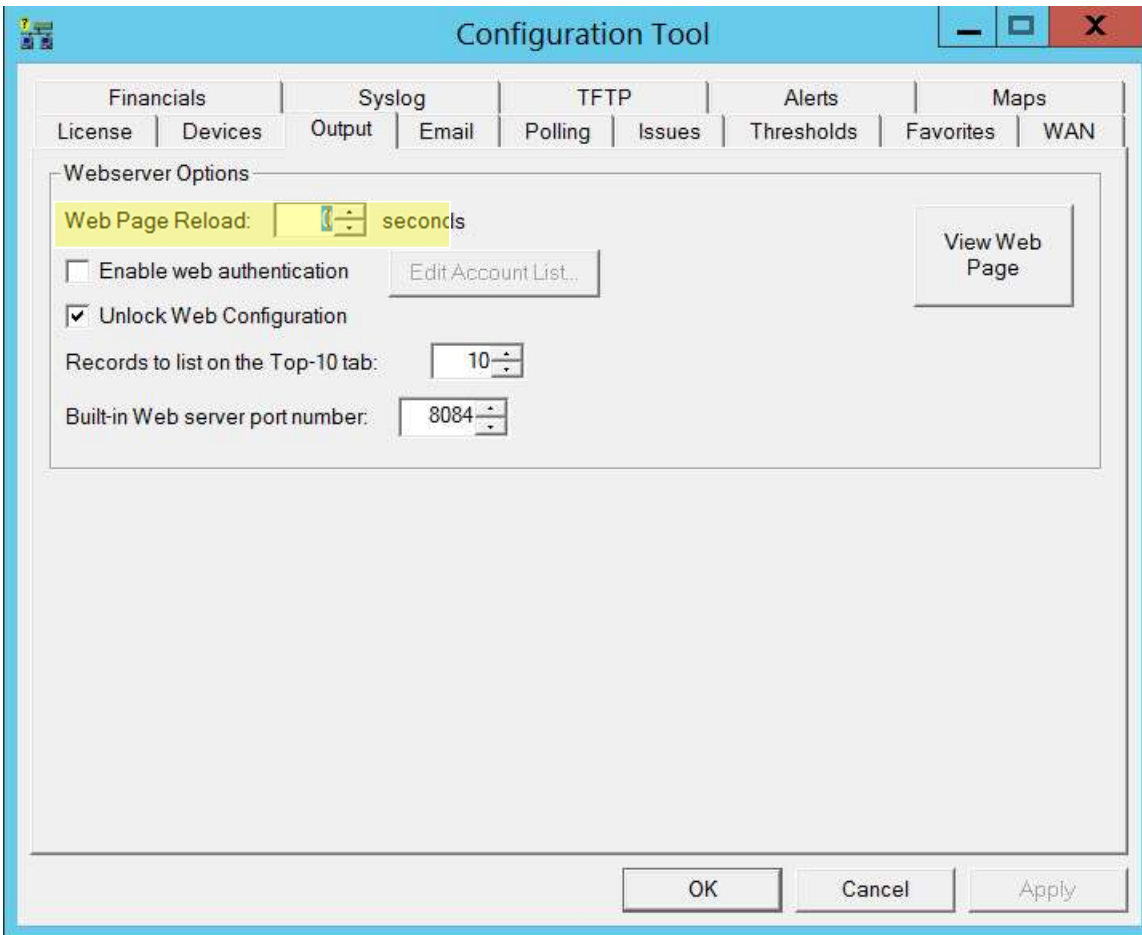 Configuration Tool
X
Financials Syslog TFTP Alerts Maps
License Devices Output Email Polling Issues Thresholds Favorites WAN
Webserver Options
Web Page Reload: seconds
View Web
Page
Enable web authentication Edit Account List...
Unlock Web Configuration
Records to list on the Top-10 tab: 10
Built-in Web server port number: 8084
OK Cancel Apply